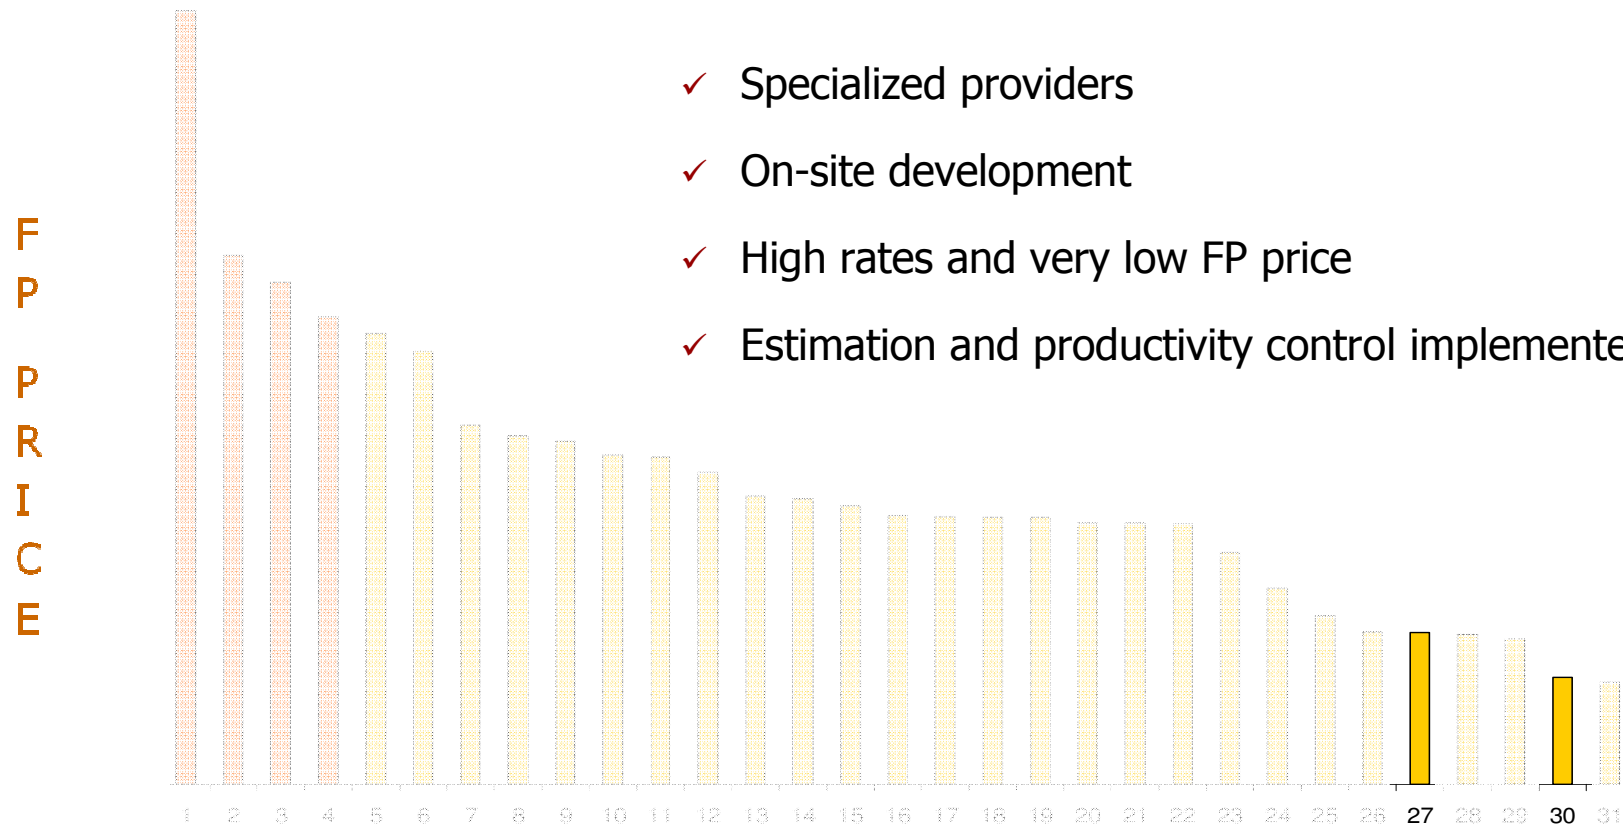 ✓ Specialized providers
✓ On-site development
✓ High rates and very low FP price
✓ Estimation and productivity control implemente
F
P
P
R
I
C
E
1 2 3 4 5 6 7 8 9 10 11 12 13 14 15 16 17 18 19 20 21 22 23 24 25 26 27 28 29 30 31